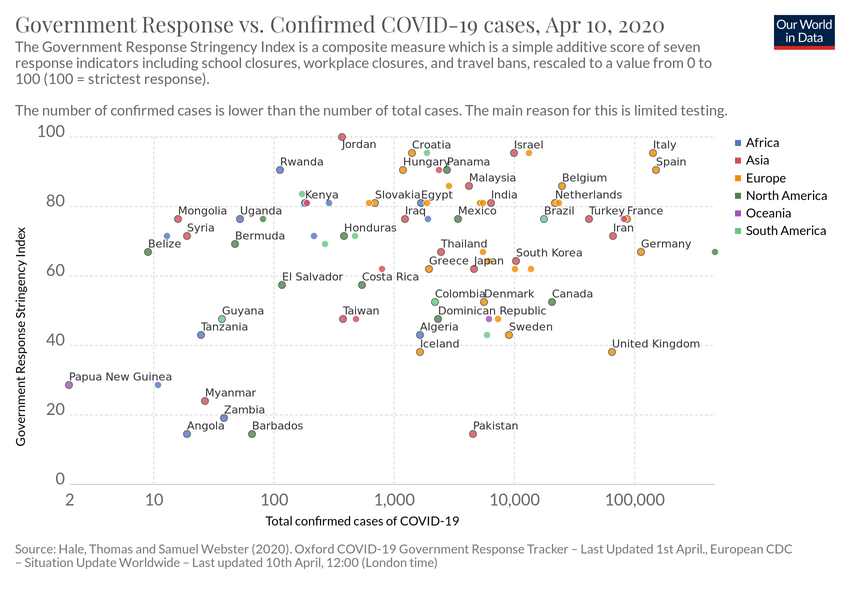 Government Response vs. Confirmed COVID-19 cases, Apr 10, 2020
Our World
in Data
The Government Response Stringency Index is a composite measure which is a simple additive score of seven
response indicators including school closures, workplace closures, and travel bans, rescaled to a value from 0 to
100 (100 = strictest response).
The number of confirmed cases is lower than the number of total cases. The main reason for this is limited testing.
Government Response Stringency Index
100
80
60
40
20
0
Jordan
Croatia
Israel
Italy
Rwanda
Hungary
Panama
Spain
Malaysia
Belgium
Kenya
Slovakia
Egypt
India
Netherlands
Mongolia
Uganda
Iraq
Mexico
Brazil
Turkey
France
Syria
Honduras
Iran
Belize
Bermuda
Thailand
South Korea
Germany
Greece
Japan
El Salvador
Costa Rica
Colombia
Denmark
Canada
Guyana
Taiwan
Dominican Republic
Tanzania
Algeria
Sweden
Iceland
United Kingdom
Papua New Guinea
Myanmar
Zambia
Angola
Barbados
Pakistan
2
10
100
1,000
10,000
100,000
Total confirmed cases of COVID-19
Africa
Asia
Europe
North America
Oceania
South America
Source: Hale, Thomas and Samuel Webster (2020). Oxford COVID-19 Government Response Tracker – Last Updated 1st April., European CDC
– Situation Update Worldwide – Last updated 10th April, 12:00 (London time)